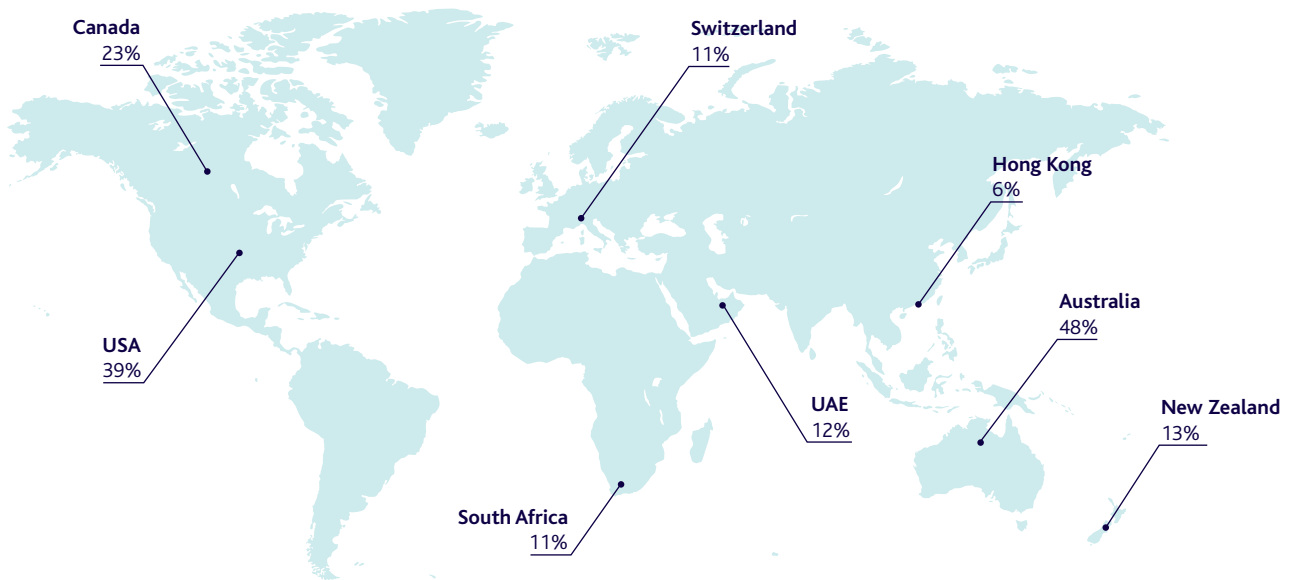 Canada
23%
Switzerland
11%
Hong Kong
6%
Australia
48%
USA
39%
UAE
12%
New Zealand
13%
South Africa
11%